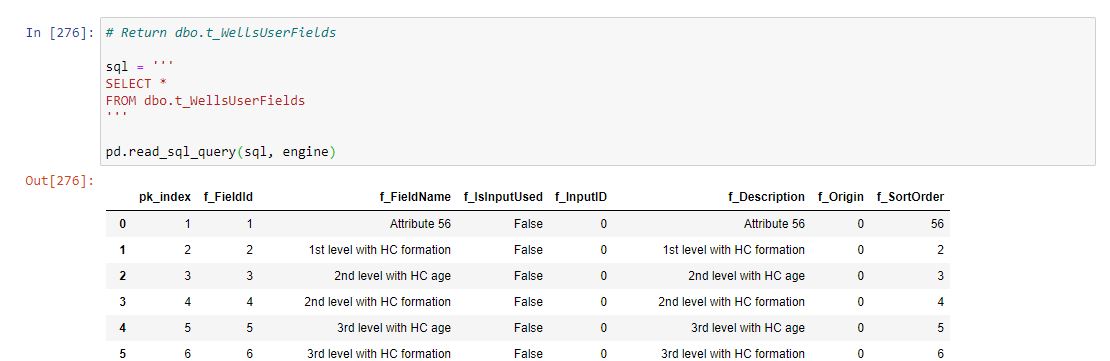 In [276]: # Return dbo.t_WellsUserFields
sql = '''
SELECT *
FROM dbo.t_WellsUserFields
'''
pd.read_sql_query(sql, engine)
Out[276]:
pk_index f_FieldId f_FieldName f_IsInputUsed f_InputID f_Description f_Origin f_SortOrder
0 1 1 Attribute 56 False 0 Attribute 56 0 56
1 2 2 1st level with HC formation False 0 1st level with HC formation 0 2
2 3 3 2nd level with HC age False 0 2nd level with HC age 0 3
3 4 4 2nd level with HC formation False 0 2nd level with HC formation 0 4
4 5 5 3rd level with HC age False 0 3rd level with HC age 0 5
5 6 6 3rd level with HC formation False 0 3rd level with HC formation 0 6